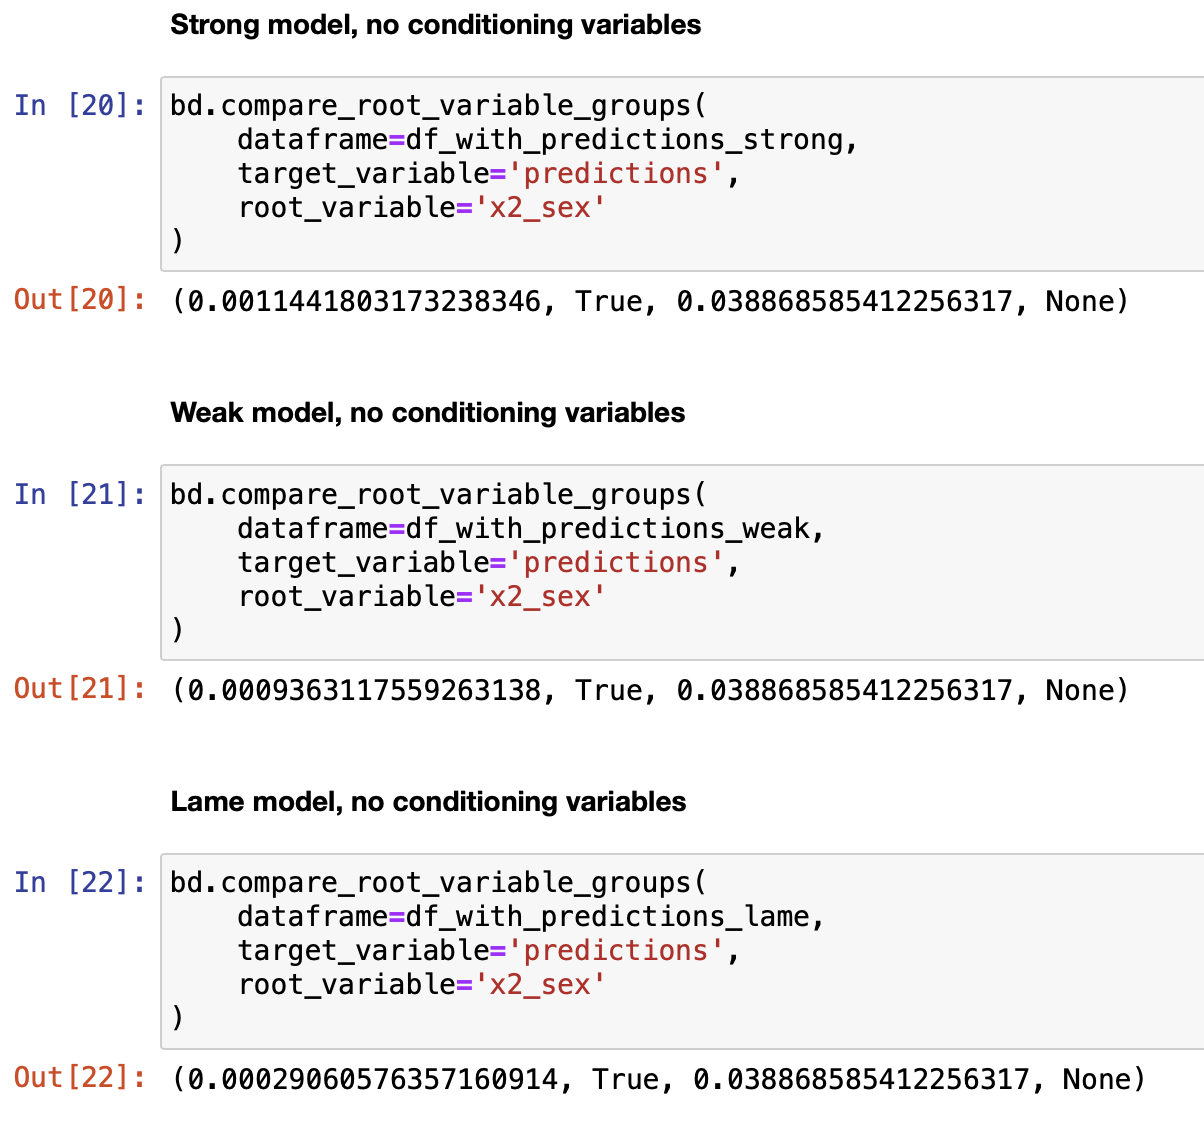 Strong model, no conditioning variables
In [20]: bd.compare_root_variable_groups(
dataframe=df_with_predictions_strong,
target_variable='predictions',
root_variable='x2_sex'
)
Out[20]: (0.0011441803173238346, True, 0.038868585412256317, None)
Weak model, no conditioning variables
In [21]: bd.compare_root_variable_groups(
dataframe=df_with_predictions_weak,
target_variable='predictions',
root_variable='x2_sex'
)
Out[21]: (0.00093631175592631​38, True, 0.038868585412256317, None)
Lame model, no conditioning variables
In [22]: bd.compare_root_variable_groups(
dataframe=df_with_predictions_lame,
target_variable='predictions',
root_variable='x2_sex'
)
Out[22]: (0.00029060576357160914, True, 0.038868585412256317, None)